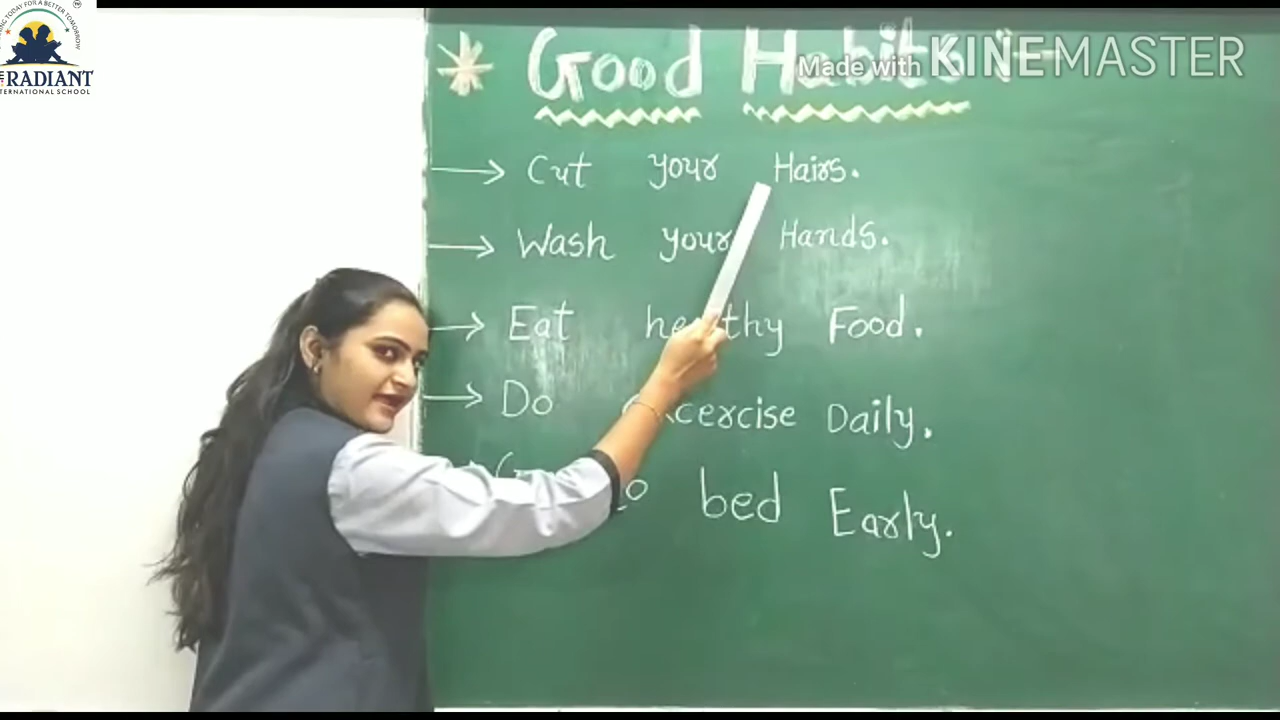 RADIANT
INTERNATIONAL SCHOOL
* Good Habits :-
Made with KINEMASTER
→ Cut your Hairs.
→ Wash your Hands.
→ Eat Food.
→ Do Daily.
bed Early.